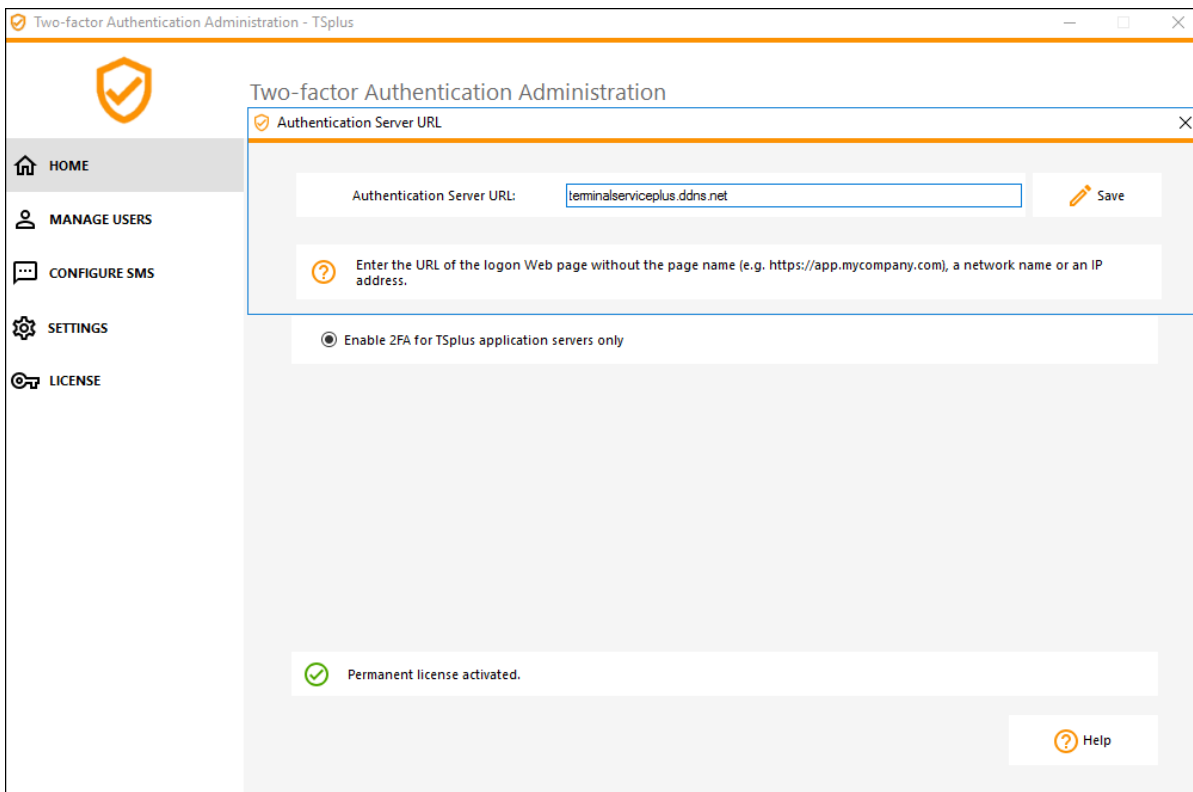 Two-factor Authentication Administration - TSplus
Two-factor Authentication Administration
Authentication Server URL
HOME
Authentication Server URL:
terminalserviceplus.ddns.net
Save
MANAGE USERS
Enter the URL of the logon Web page without the page name (e.g. https://app.mycompany.com), a network name or an IP
address.
CONFIGURE SMS
SETTINGS
Enable 2FA for TSplus application servers only
LICENSE
Permanent license activated.
Help